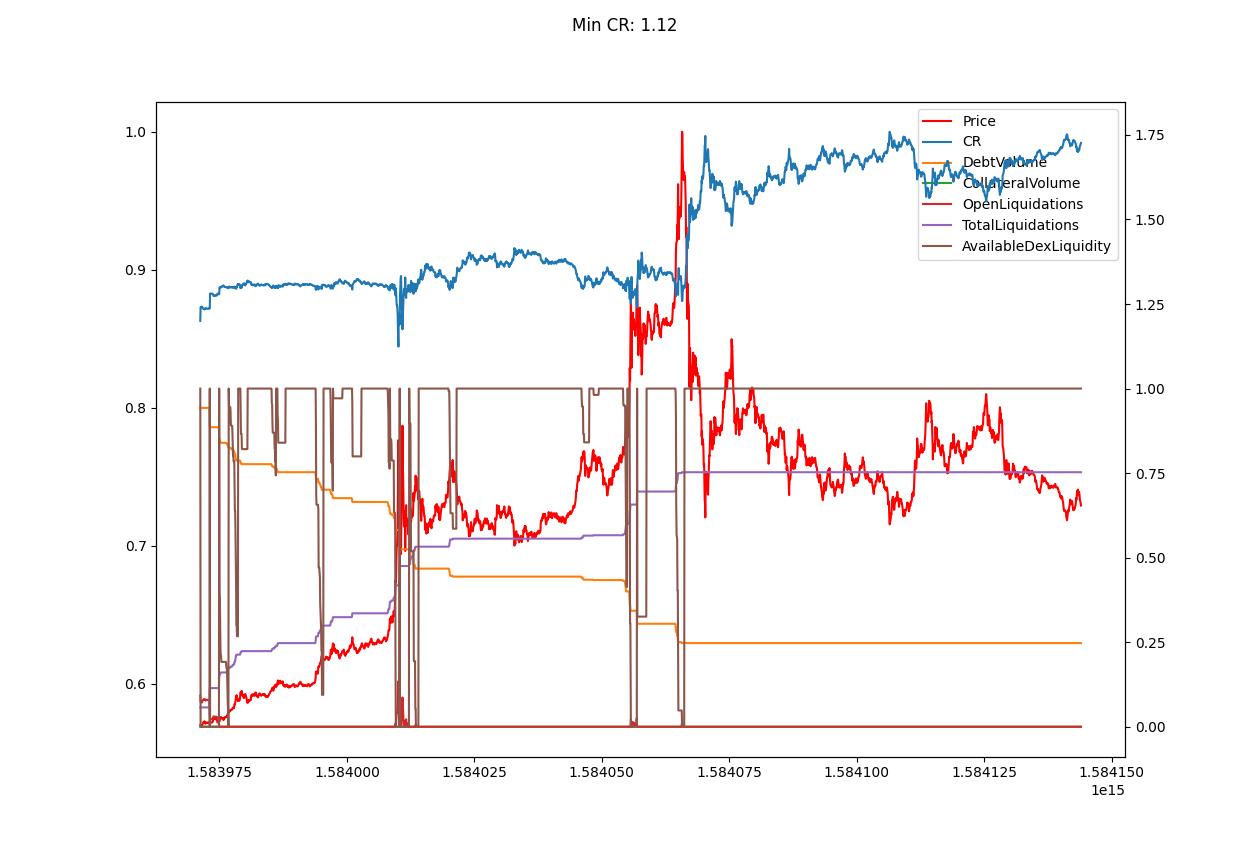 Min CR: 1.12
Price
CR
DebtVolume
CollateralVolume
OpenLiquidations
TotalLiquidations
AvailableDexLiquidity
1.0
0.9
0.8
0.7
0.6
1.75
1.50
1.25
1.00
0.75
0.50
0.25
0.00
1.583975 1.584000 1.584025 1.584050 1.584075 1.584100 1.584125 1.584150
1e15